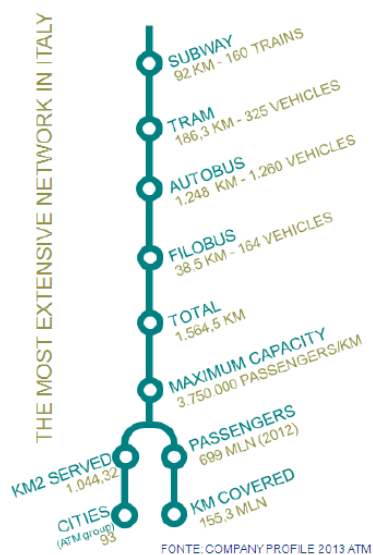 THE MOST EXTENSIVE NETWORK IN ITALY
SUBWAY
92 KM - 160 TRAINS
TRAM
186,3 KM - 325 VEHICLES
AUTOBUS
1.248 KM - 1.260 VEHICLES
FILOBUS
38,5 KM - 164 VEHICLES
TOTAL
1.564,5 KM
MAXIMUM CAPACITY
3.750.000 PASSENGERS/KM
KM2 SERVED
1.044,32
PASSENGERS
699 MLN (2012)
CITIES
(ATM group)
93
KM COVERED
155,3 MLN
FONTE: COMPANY PROFILE 2013 ATM